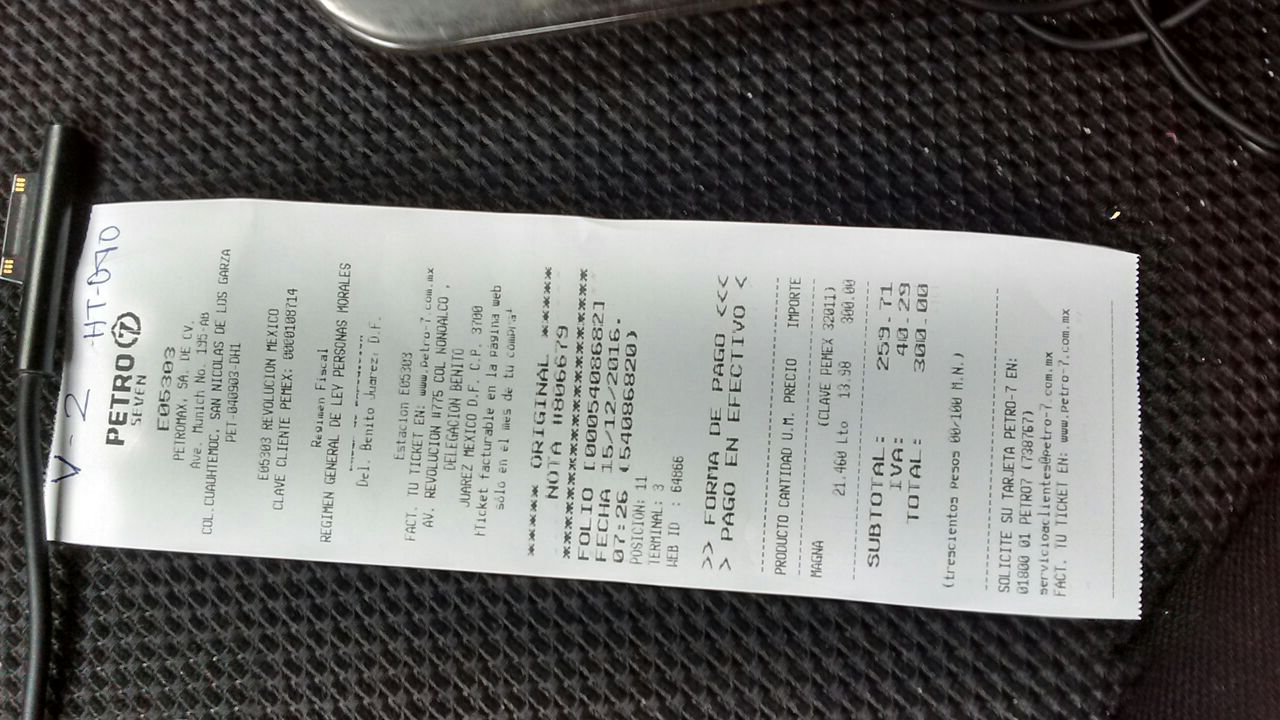 V-2 HT-090
PETRO 7
SEVEN
E05303
PETROMAX, SA. DE CV.
Ave. Munich No. 195-AB
COL.CUAUHTEMOC, SAN NICOLAS DE LOS GARZA
PET-040903-DH1
E05303 REVOLUCION MEXICO
CLAVE CLIENTE PEMEX: 0000108714
Regimen Fiscal
REGIMEN GENERAL DE LEY PERSONAS MORALES
Del. Benito Juarez, D.F.
Estacion E05303
FACT. TU TICKET EN: www.petro-7.com.mx
AV. REVOLUCION #775 COL NONOALCO ,
DELEGACION BENITO
JUAREZ MEXICO D.F. C.P. 3700
Ticket facturable en la página web
sólo en el mes de tu compra
***** ORIGINAL *****
NOTA #806679
FOLIO [0005408682]
FECHA 15/12/2016.
07:26 (54086820)
POSICION: 11
TERMINAL: 3
WEB ID : 64866
>> FORMA DE PAGO <<<
> PAGO EN EFECTIVO <
PRODUCTO CANTIDAD U.M. PRECIO IMPORTE
MAGNA (CLAVE PEMEX 32011)
21.460 Lto 13.98 300.00
SUBTOTAL: 259.71
IVA: 40.29
TOTAL: 300.00
(trescientos pesos 00/100 M.N.)
SOLICITE SU TARJETA PETRO-7 EN:
01800 01 PETRO7 (738767)
servicioaclientes@petro-7.com.mx
FACT. TU TICKET EN: www.petro-7.com.mx